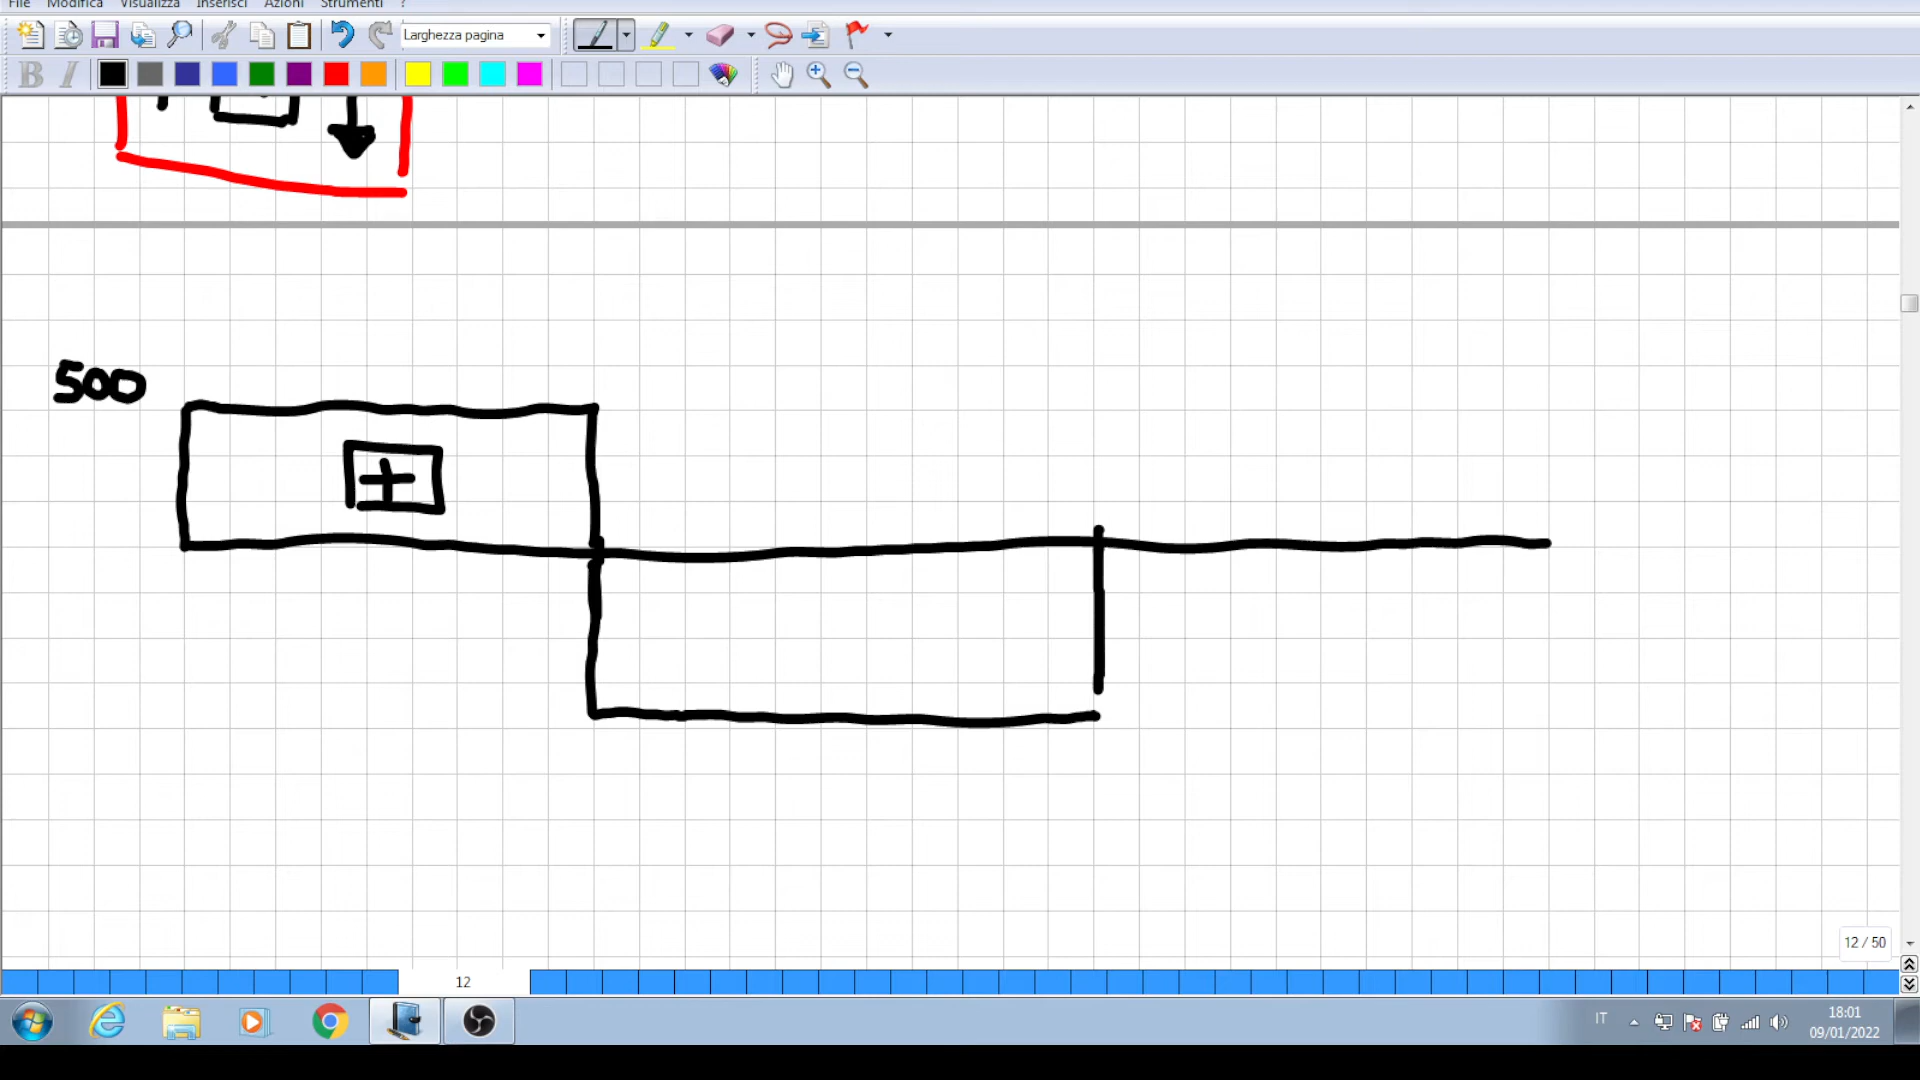 File Modifica Visualizza Inserisci Azioni Strumenti ?
Larghezza pagina
B I
500
+
12 / 50
12
IT
18:01
09/01/2022